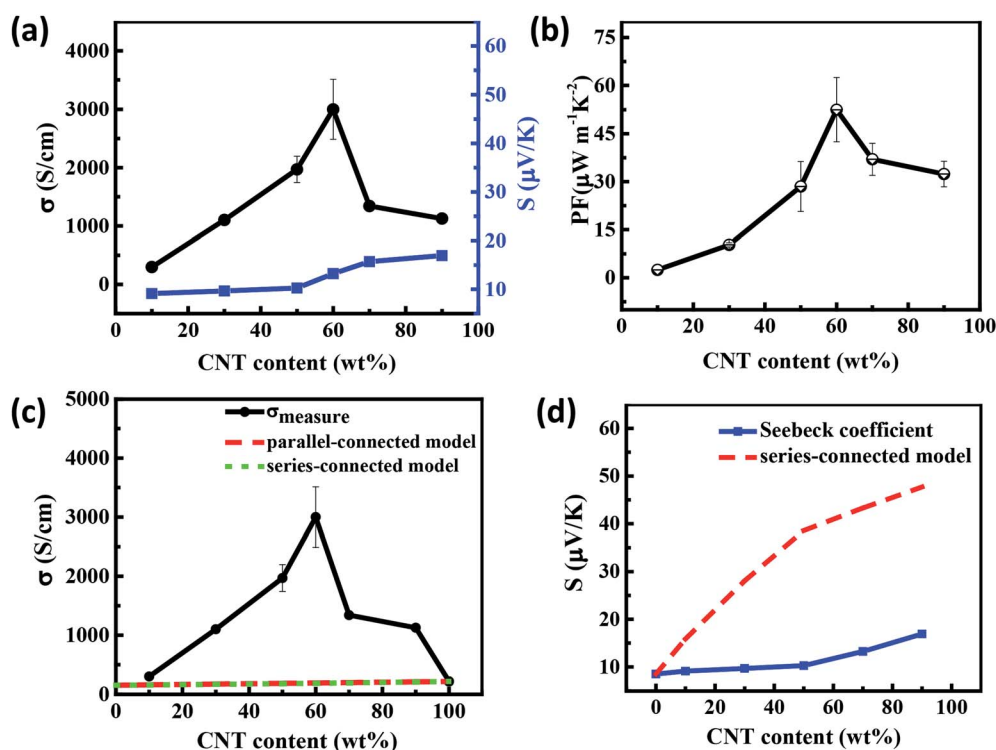 (a)
4000
3000
2000
1000
0
σ (S/cm)
60
50
40
30
20
10
S (μV/K)
0 20 40 60 80 100
CNT content (wt%)
(b)
75
60
45
30
15
0
PF(μW m⁻¹K⁻²)
0 20 40 60 80 100
CNT content (wt%)
(c)
5000
4000
3000
2000
1000
0
σ (S/cm)
σmeasure
parallel-connected model
series-connected model
0 20 40 60 80 100
CNT content (wt%)
(d)
60
50
40
30
20
10
S (μV/K)
Seebeck coefficient
series-connected model
0 20 40 60 80 100
CNT content (wt%)